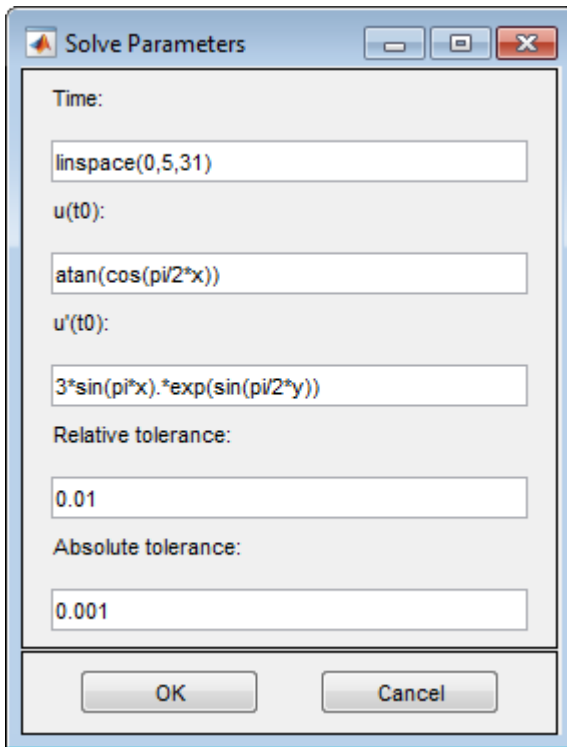 Solve Parameters
Time:
linspace(0,5,31)
u(t0):
atan(cos(pi/2*x))
u'(t0):
3*sin(pi*x).*exp(sin(pi/2*y))
Relative tolerance:
0.01
Absolute tolerance:
0.001
OK Cancel